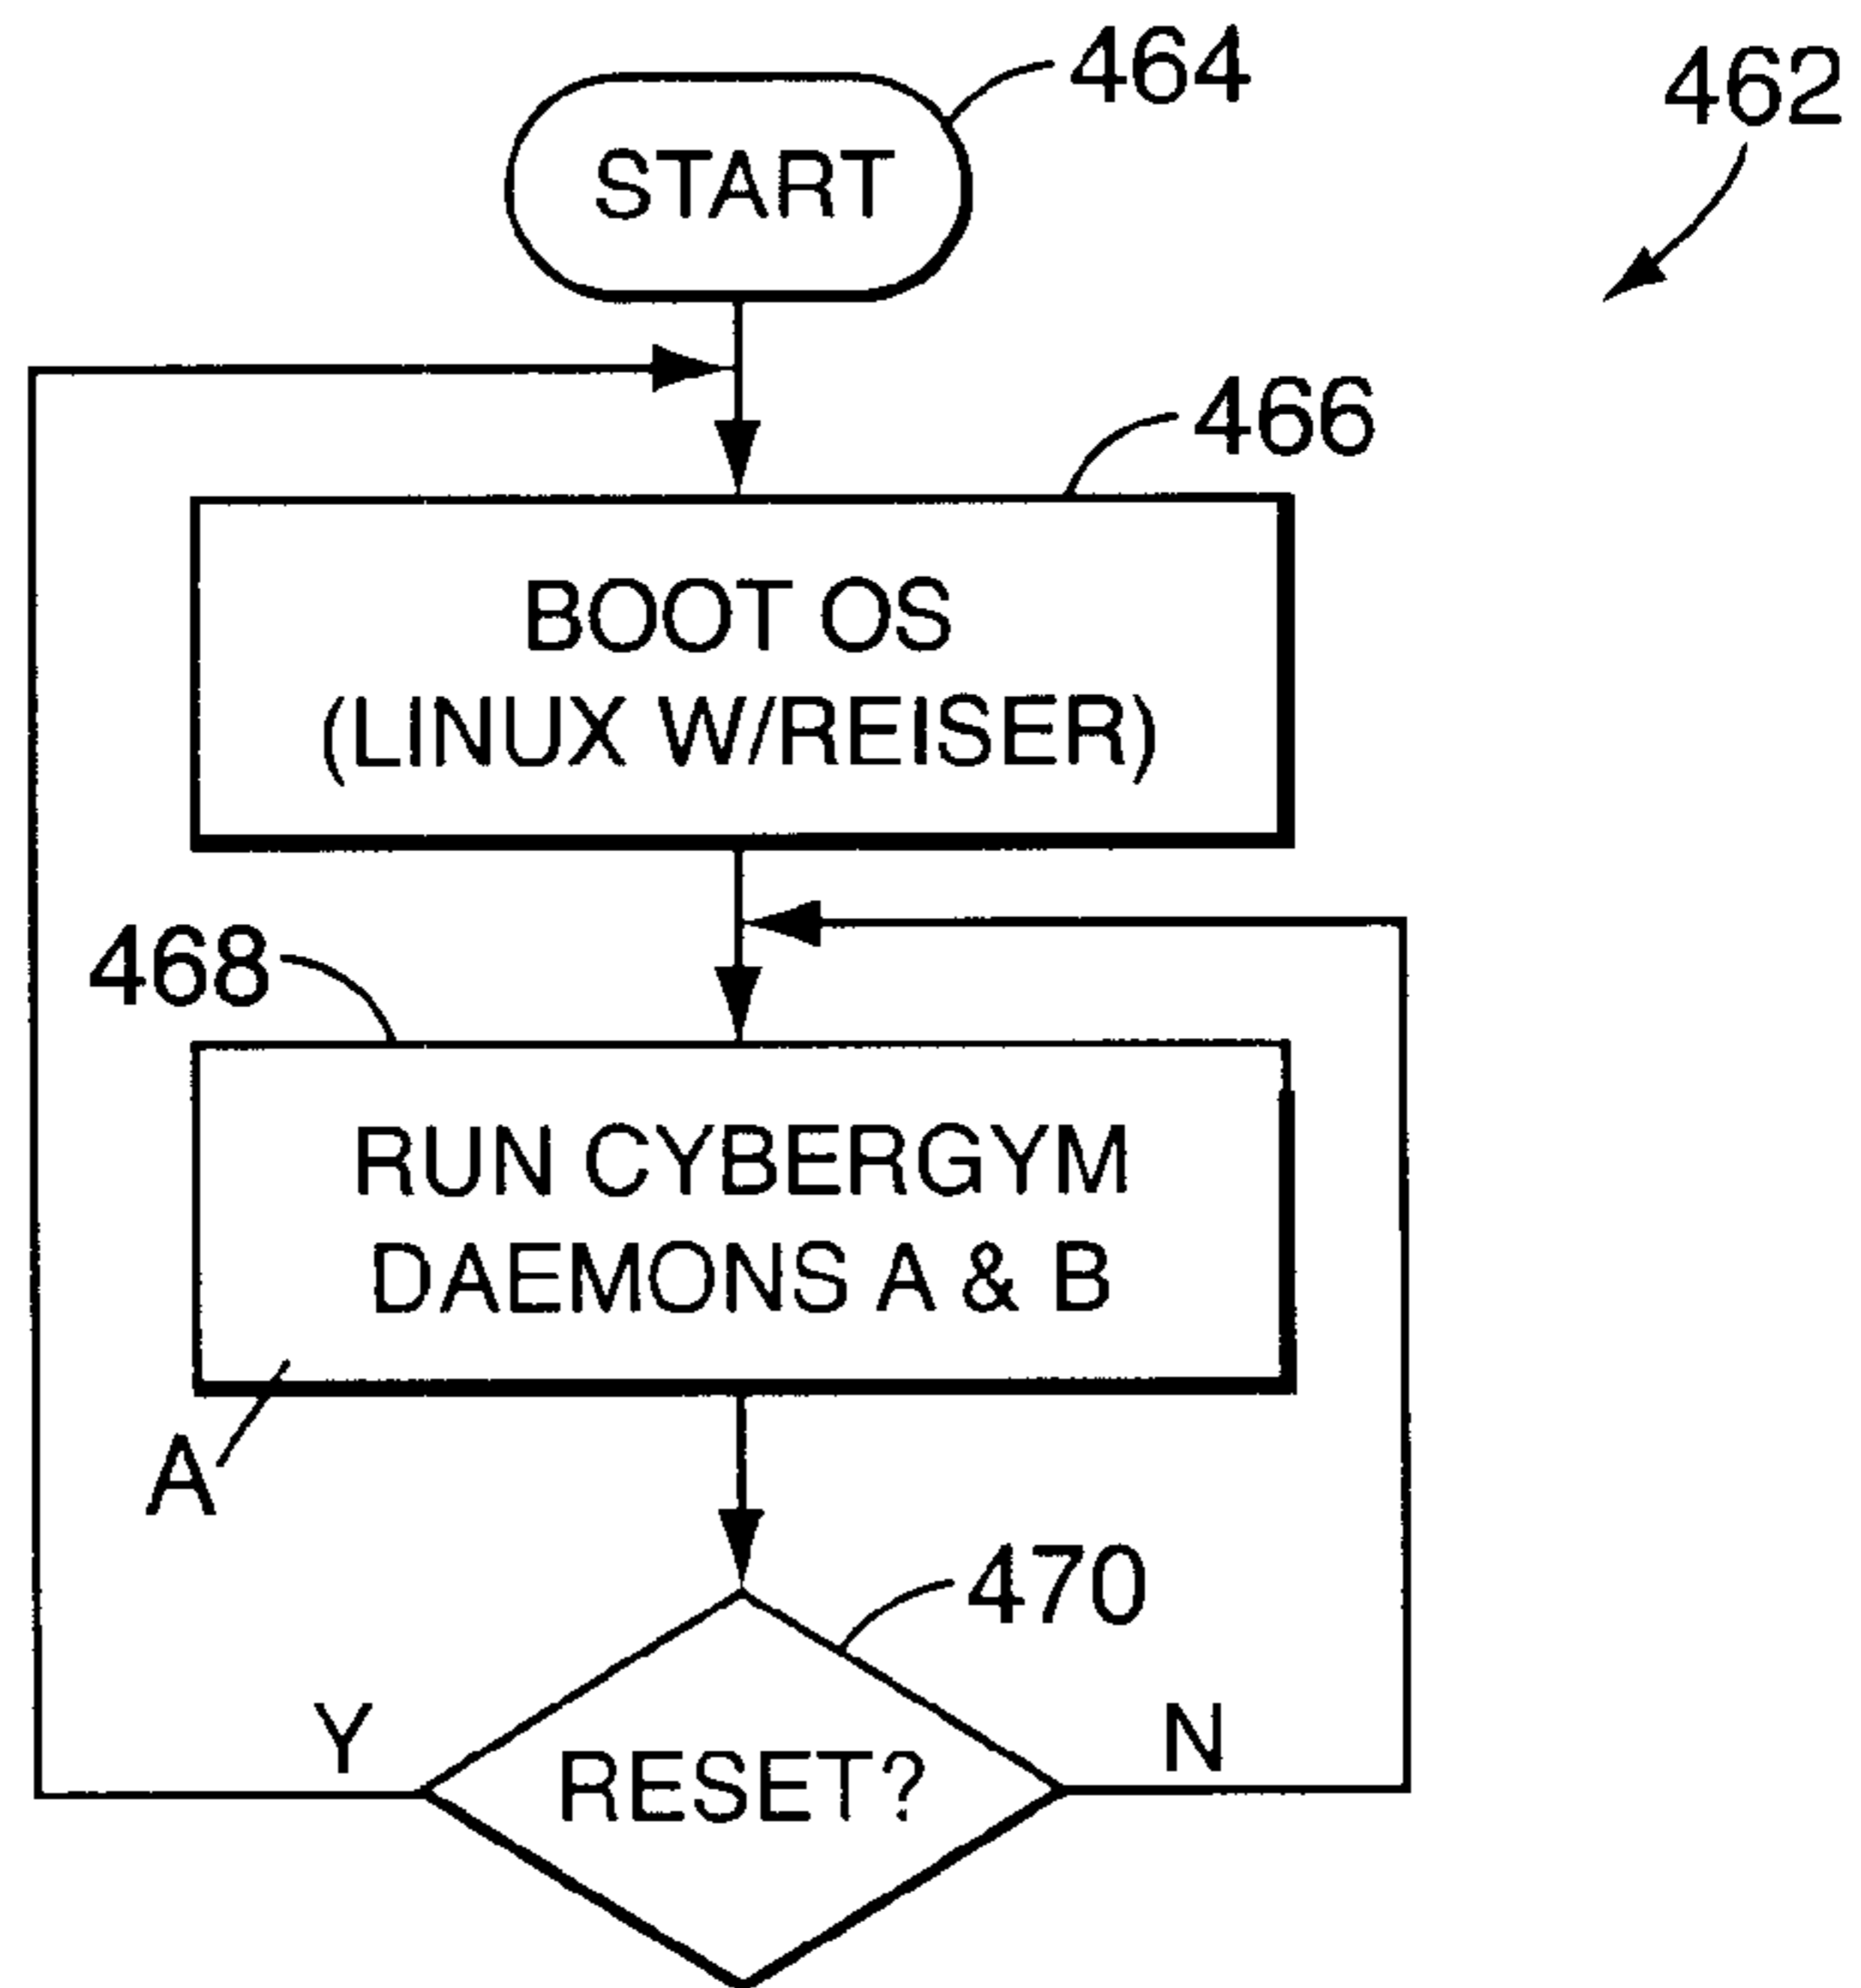 464
462
START
466
BOOT OS
(LINUX W/REISER)
468
RUN CYBERGYM
DAEMONS A & B
A
470
Y
N
RESET?